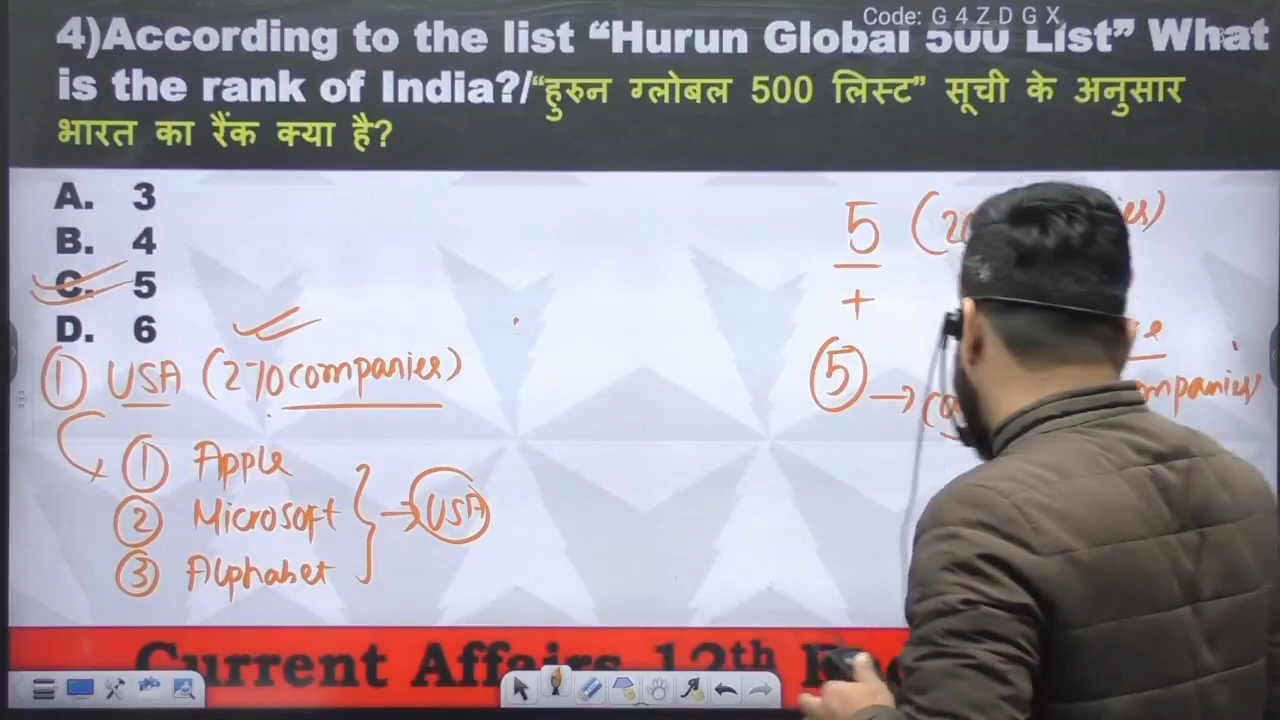 Code: G 4 Z D G X
4)According to the list “Hurun Global 500 List” What
is the rank of India?/“हुरुन ग्लोबल 500 लिस्ट” सूची के अनुसार
भारत का रैंक क्या है?
A. 3
B. 4
C. 5
D. 6
5
+
5 →
1 USA (270 companies)
1 Apple
2 Microsoft → USA
3 Alphabet
Current Affairs 12th